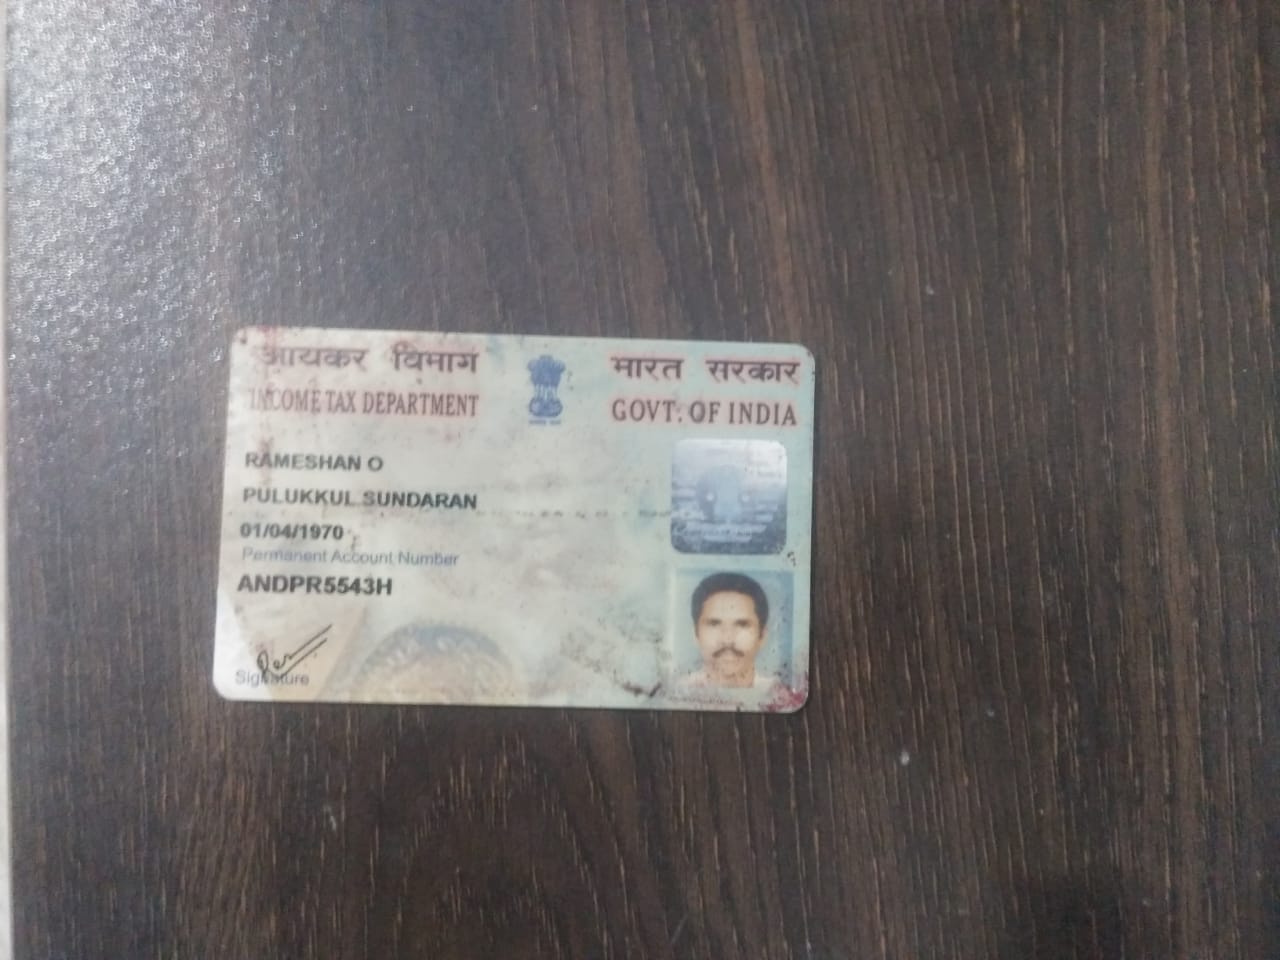 आयकर विभाग
INCOME TAX DEPARTMENT
भारत सरकार
GOVT. OF INDIA
RAMESHAN O
PULUKKUL SUNDARAN
01/04/1970
Permanent Account Number
ANDPR5543H
Signature